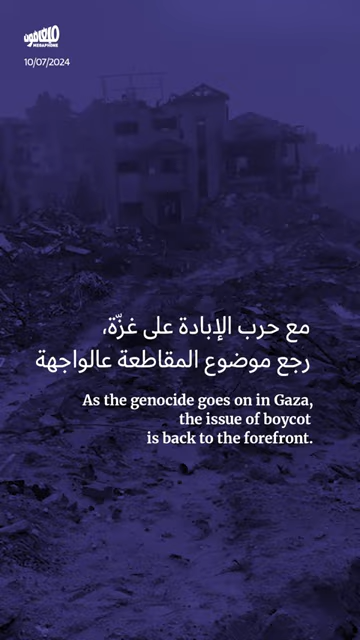 ميغافون
MEGAPHONE
10/07/2024
مع حرب الإبادة على غزّة،
رجع موضوع المقاطعة عالواجهة
As the genocide goes on in Gaza,
the issue of boycot
is back to the forefront.